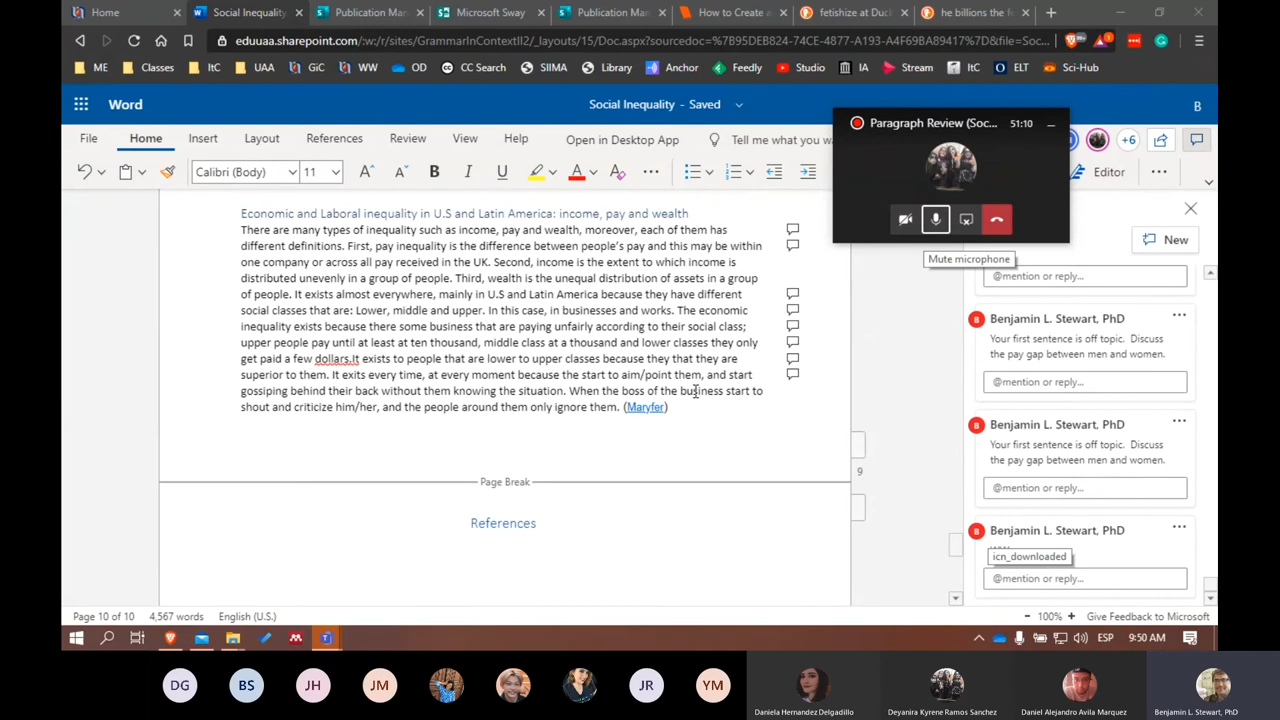 Home
Social Inequality
Publication Ma
Microsoft Sway
Publication Ma
How to Create a
fetishize at Duc
he billions the fe
eduuaa.sharepoint.com/:w:/r/sites/GrammarInContextII2/_layouts/15/Doc.aspx?sourcedoc=%7B95DEB824-74CE-4877-A193-A4F69BA89417%7D&file=Soc...
ME Classes ItC UAA GiC WW OD CC Search SIIMA Library Anchor Feedly Studio IA Stream ItC ELT Sci-Hub
Word
Social Inequality - Saved
B
File Home Insert Layout References Review View Help Open in Desktop App Tell me what you
+6
Calibri (Body) 11
Editor
Paragraph Review (Soc...
51:10
Mute microphone
New
Economic and Laboral inequality in U.S and Latin America: income, pay and wealth
There are many types of inequality such as income, pay and wealth, moreover, each of them has
different definitions. First, pay inequality is the difference between people's pay and this may be within
one company or across all pay received in the UK. Second, income is the extent to which income is
distributed unevenly in a group of people. Third, wealth is the unequal distribution of assets in a group
of people. It exists almost everywhere, mainly in U.S and Latin America because they have different
social classes that are: Lower, middle and upper. In this case, in businesses and works. The economic
inequality exists because there some business that are paying unfairly according to their social class;
upper people pay until at least at ten thousand, middle class at a thousand and lower classes they only
get paid a few dollars.It exists to people that are lower to upper classes because they that they are
superior to them. It exits every time, at every moment because the start to aim/point them, and start
gossiping behind their back without them knowing the situation. When the boss of the business start to
shout and criticize him/her, and the people around them only ignore them. (Maryfer)
Page Break
References
9
@mention or reply...
B Benjamin L. Stewart, PhD
Your first sentence is off topic. Discuss
the pay gap between men and women.
@mention or reply...
B Benjamin L. Stewart, PhD
Your first sentence is off topic. Discuss
the pay gap between men and women.
@mention or reply...
B Benjamin L. Stewart, PhD
icn_downloaded
@mention or reply...
Page 10 of 10 4,567 words English (U.S.)
100% Give Feedback to Microsoft
ESP 9:50 AM
DG BS JH JM JR YM
Daniela Hernandez Delgadillo
Deyanira Kyrene Ramos Sanchez
Daniel Alejandro Avila Marquez
Benjamin L. Stewart, PhD